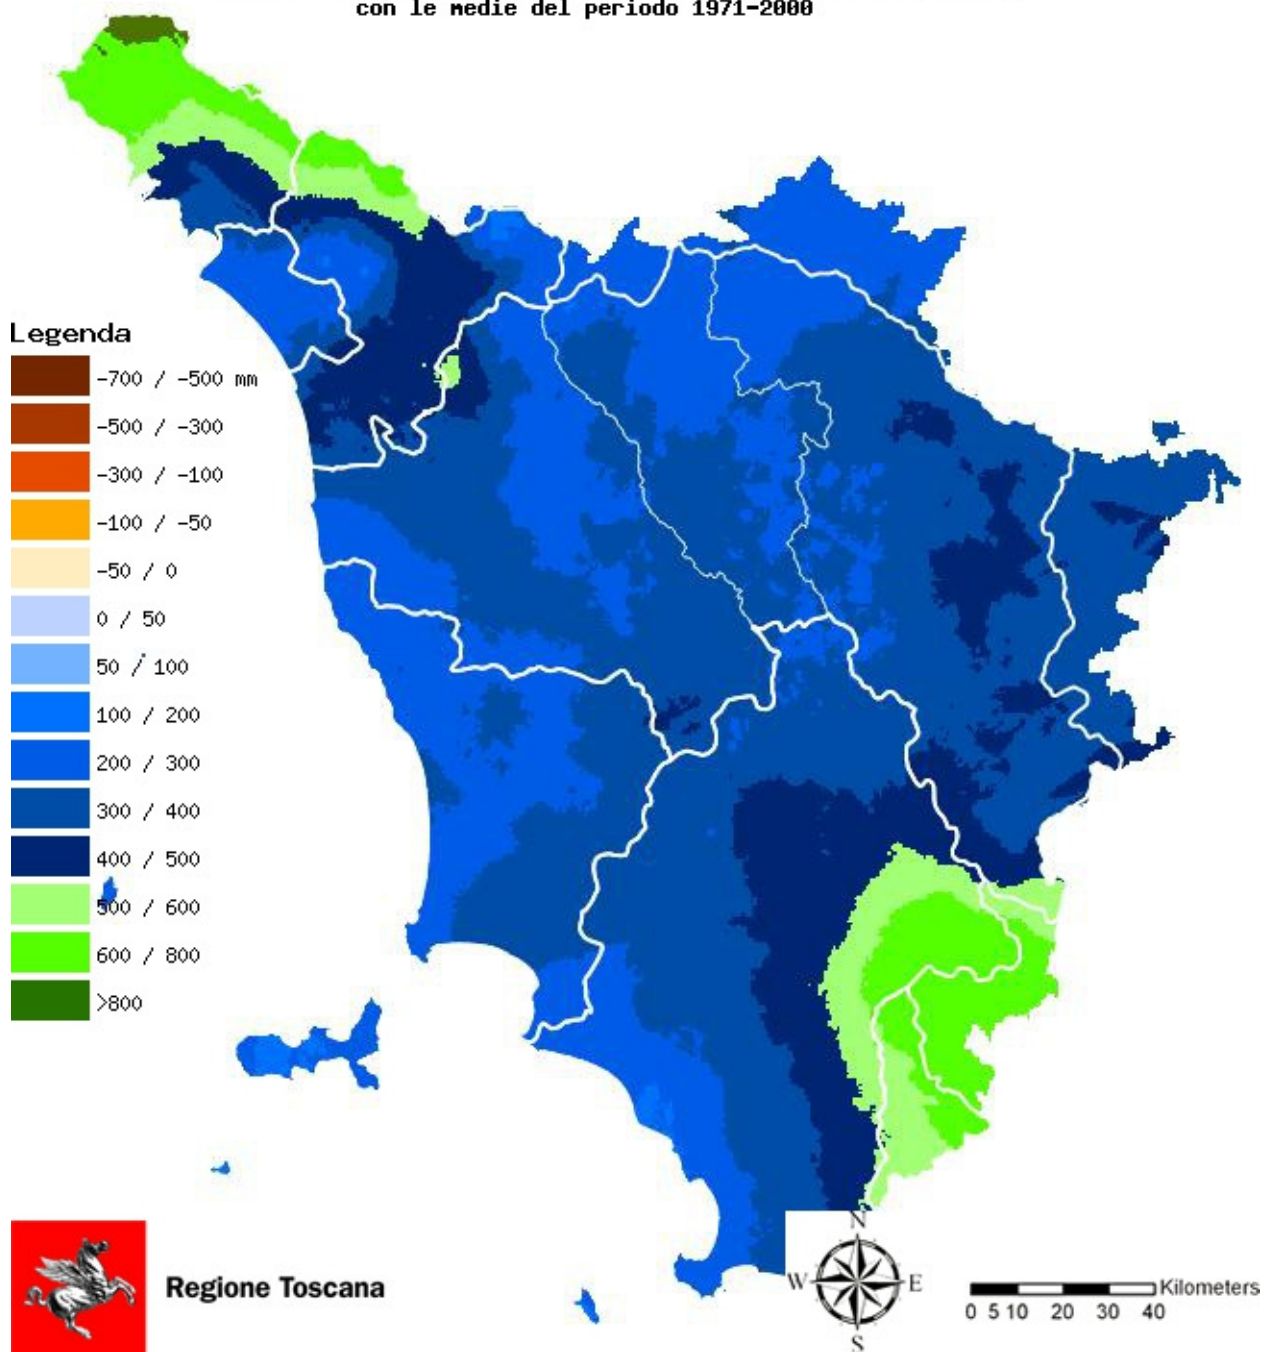 con le medie del periodo 1971-2000
Legenda
-700 / -500 mm
-500 / -300
-300 / -100
-100 / -50
-50 / 0
0 / 50
50 / 100
100 / 200
200 / 300
300 / 400
400 / 500
500 / 600
600 / 800
>800
Regione Toscana
N
W E
S
Kilometers
0 5 10 20 30 40